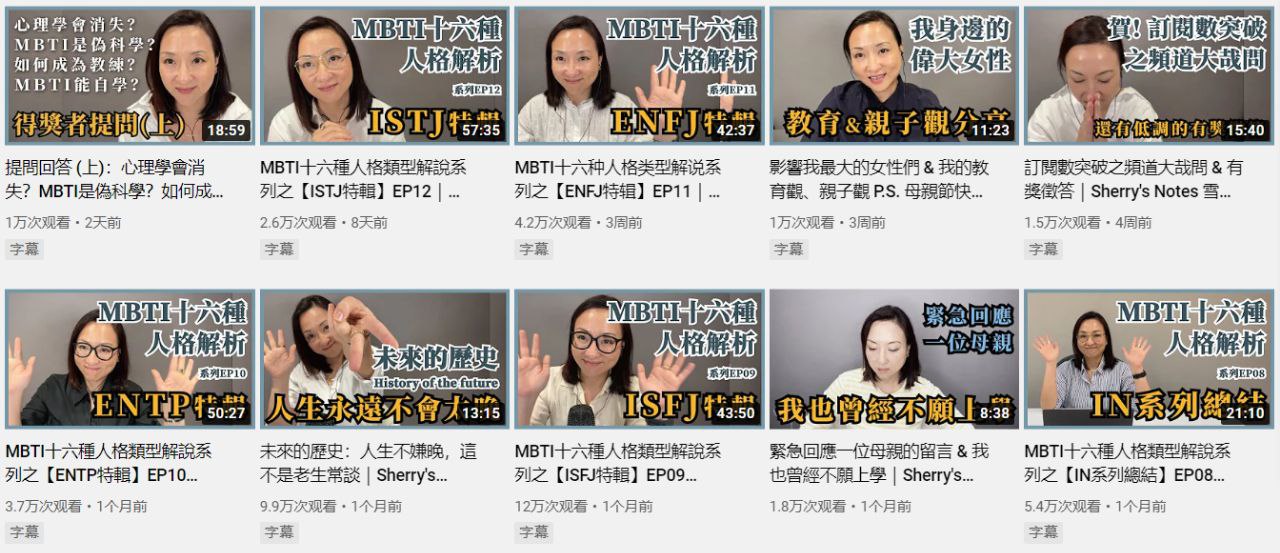 心理學會消失?
MBTI是偽科學?
如何成為教練?
MBTI能自學?
得獎者提問(上)
18:59
MBTI十六種
人格解析
系列EP12
ISTJ特輯
57:35
MBTI十六種
人格解析
系列EP11
ENFJ特輯
42:37
我身邊的
偉大女性
教育&親子觀分享
11:23
賀!訂閱數突破
之頻道大哉問
還有低調的有獎
15:40
提問回答 (上)：心理學會消
失？MBTI是偽科學？如何成...
1万次观看・2天前
字幕
MBTI十六種人格類型解說系
列之【ISTJ特輯】EP12｜...
2.6万次观看・8天前
字幕
MBTI十六种人格类型解说系
列之【ENFJ特辑】EP11｜...
4.2万次观看・3周前
字幕
影響我最大的女性們 & 我的教
育觀、親子觀 P.S. 母親節快...
1万次观看・3周前
字幕
訂閱數突破之頻道大哉問 & 有
獎徵答｜Sherry's Notes 雪...
1.5万次观看・4周前
字幕
MBTI十六種
人格解析
系列EP10
ENTP特輯
50:27
未來的歷史
History of the future
人生永遠不會太晚
13:15
MBTI十六種
人格解析
系列EP09
ISFJ特輯
43:50
緊急回應
一位母親
我也曾經不願上學
8:38
MBTI十六種
人格解析
系列EP08
IN系列總結
21:10
MBTI十六種人格類型解說系
列之【ENTP特輯】EP10...
3.7万次观看・1个月前
字幕
未來的歷史：人生不嫌晚，這
不是老生常談｜Sherry's...
9.9万次观看・1个月前
字幕
MBTI十六種人格類型解說系
列之【ISFJ特輯】EP09...
12万次观看・1个月前
字幕
緊急回應一位母親的留言 & 我
也曾經不願上學｜Sherry's...
1.8万次观看・1个月前
字幕
MBTI十六種人格類型解說系
列之【IN系列總結】EP08...
5.4万次观看・1个月前
字幕